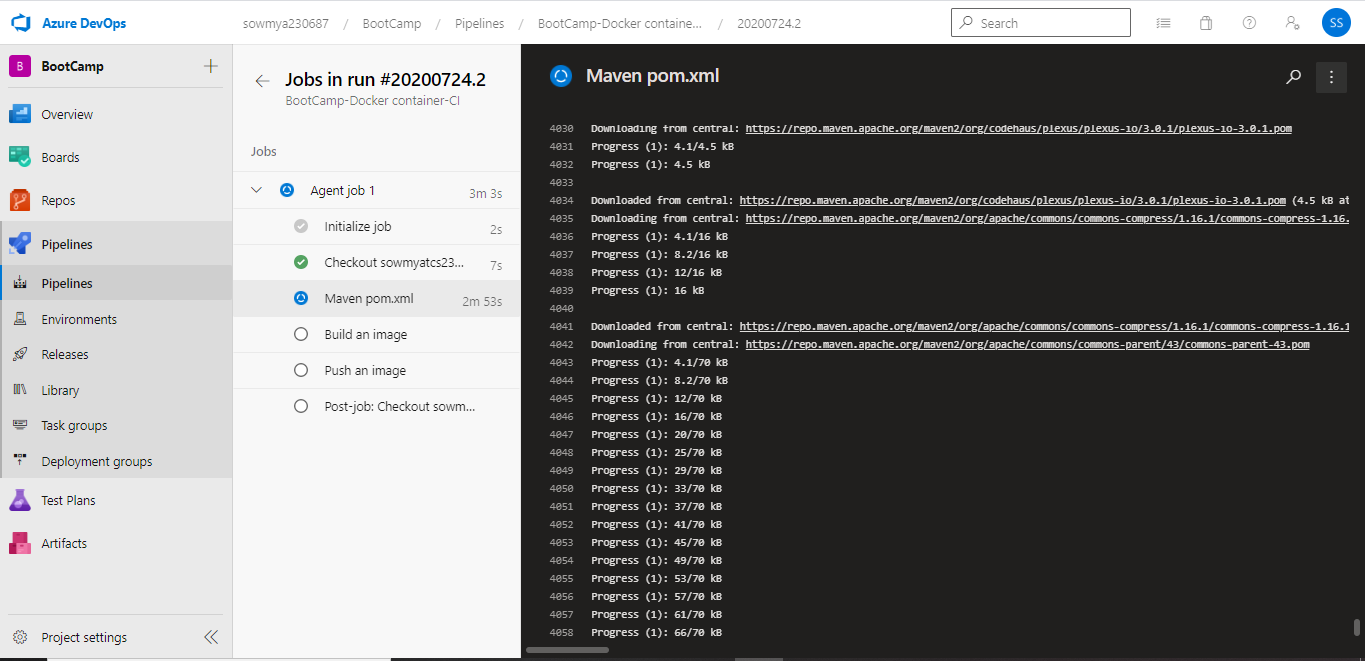 Azure DevOps
sowmya230687 / BootCamp / Pipelines / BootCamp-Docker containe... / 20200724.2
Search
SS
B BootCamp
Overview
Boards
Repos
Pipelines
Pipelines
Environments
Releases
Library
Task groups
Deployment groups
Test Plans
Artifacts
Project settings
Jobs in run #20200724.2
BootCamp-Docker container-CI
Jobs
Agent job 1 3m 3s
Initialize job 2s
Checkout sowmyatcs23... 7s
Maven pom.xml 2m 53s
Build an image
Push an image
Post-job: Checkout sowm...
Maven pom.xml
4030 Downloading from central: https://repo.maven.apache.org/maven2/org/codehaus/plexus/plexus-io/3.0.1/plexus-io-3.0.1.pom
4031 Progress (1): 4.1/4.5 kB
4032 Progress (1): 4.5 kB
4033
4034 Downloaded from central: https://repo.maven.apache.org/maven2/org/codehaus/plexus/plexus-io/3.0.1/plexus-io-3.0.1.pom (4.5 kB at
4035 Downloading from central: https://repo.maven.apache.org/maven2/org/apache/commons/commons-compress/1.16.1/commons-compress-1.16.
4036 Progress (1): 4.1/16 kB
4037 Progress (1): 8.2/16 kB
4038 Progress (1): 12/16 kB
4039 Progress (1): 16 kB
4040
4041 Downloaded from central: https://repo.maven.apache.org/maven2/org/apache/commons/commons-compress/1.16.1/commons-compress-1.16.1
4042 Downloading from central: https://repo.maven.apache.org/maven2/org/apache/commons/commons-parent/43/commons-parent-43.pom
4043 Progress (1): 4.1/70 kB
4044 Progress (1): 8.2/70 kB
4045 Progress (1): 12/70 kB
4046 Progress (1): 16/70 kB
4047 Progress (1): 20/70 kB
4048 Progress (1): 25/70 kB
4049 Progress (1): 29/70 kB
4050 Progress (1): 33/70 kB
4051 Progress (1): 37/70 kB
4052 Progress (1): 41/70 kB
4053 Progress (1): 45/70 kB
4054 Progress (1): 49/70 kB
4055 Progress (1): 53/70 kB
4056 Progress (1): 57/70 kB
4057 Progress (1): 61/70 kB
4058 Progress (1): 66/70 kB